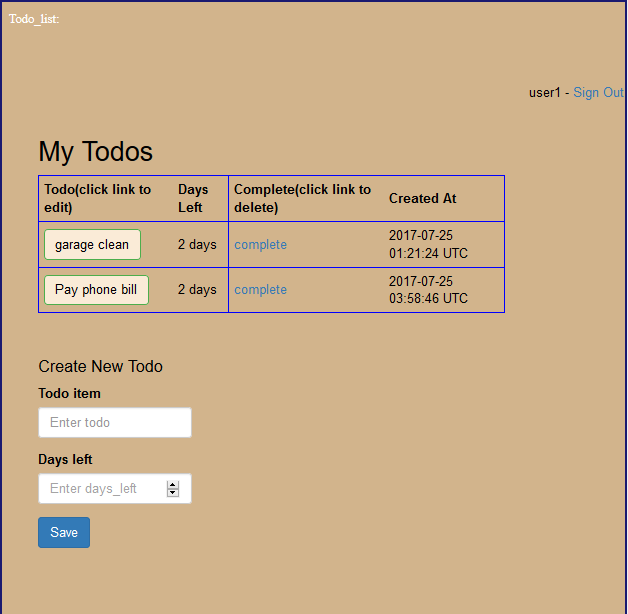 Todo_list:
user1 - Sign Out
My Todos
Todo(click link to edit) Days Left Complete(click link to delete) Created At
garage clean 2 days complete 2017-07-25 01:21:24 UTC
Pay phone bill 2 days complete 2017-07-25 03:58:46 UTC
Create New Todo
Todo item
Enter todo
Days left
Enter days_left
Save